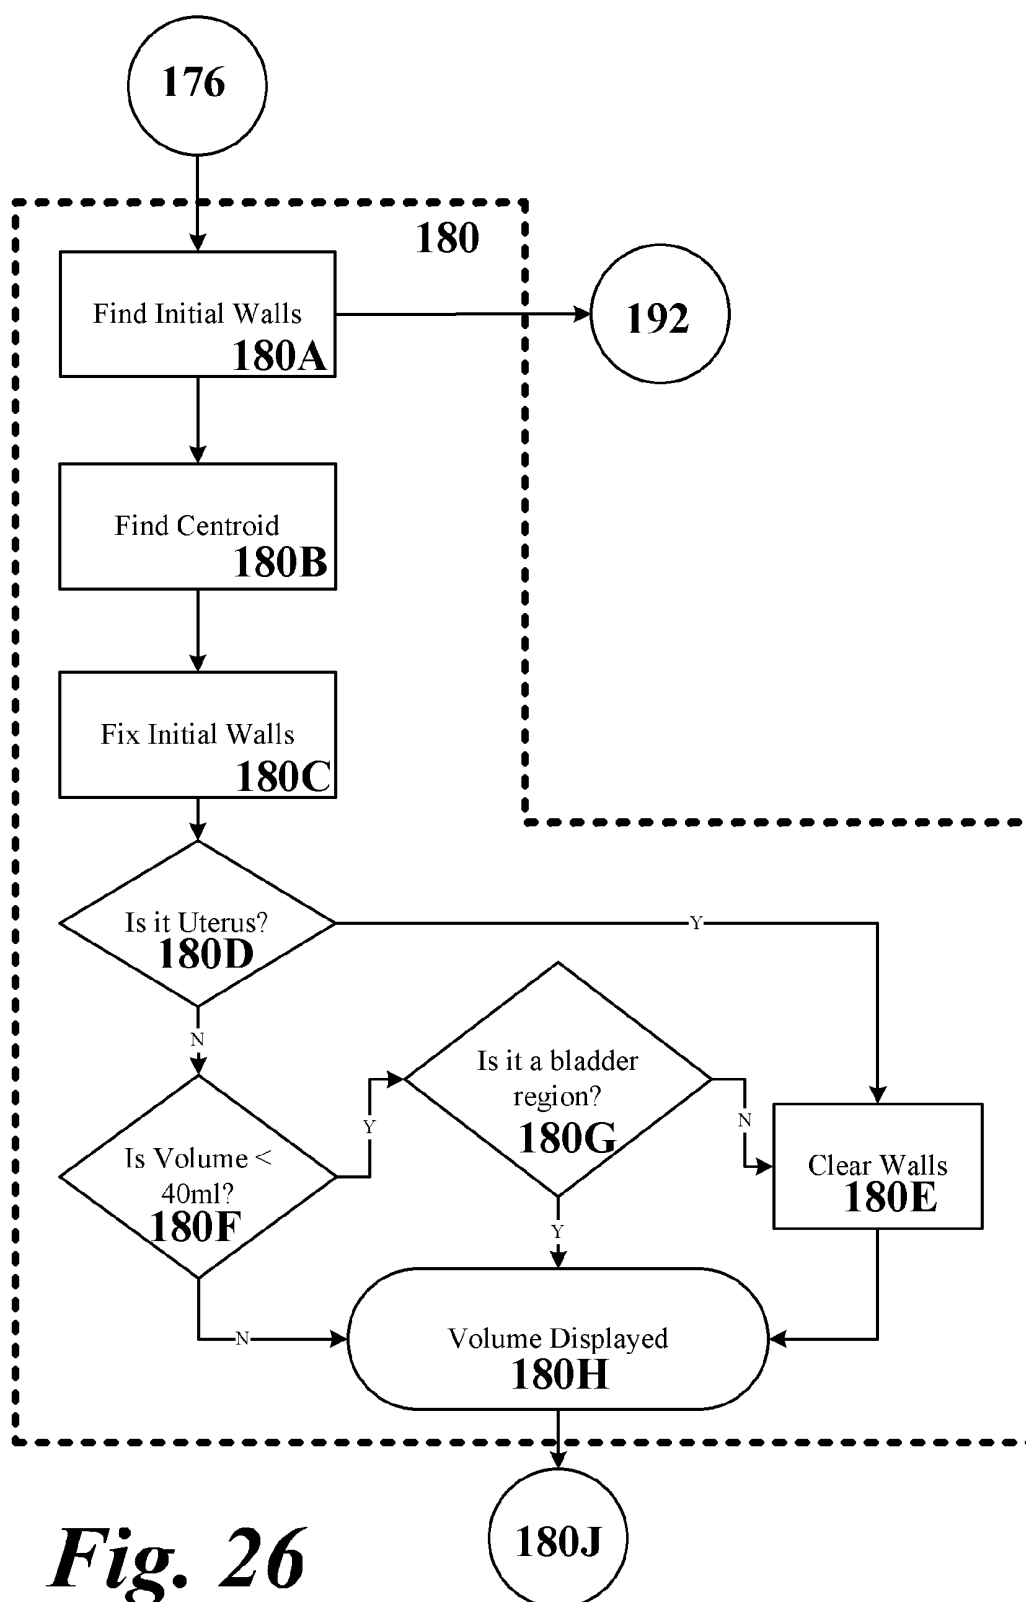 176
180
Find Initial Walls
180A
192
Find Centroid
180B
Fix Initial Walls
180C
Is it Uterus?
180D
Y
N
Is it a bladder
region?
180G
Y
N
Is Volume <
40ml?
180F
Clear Walls
180E
Y
N
Volume Displayed
180H
180J
Fig. 26